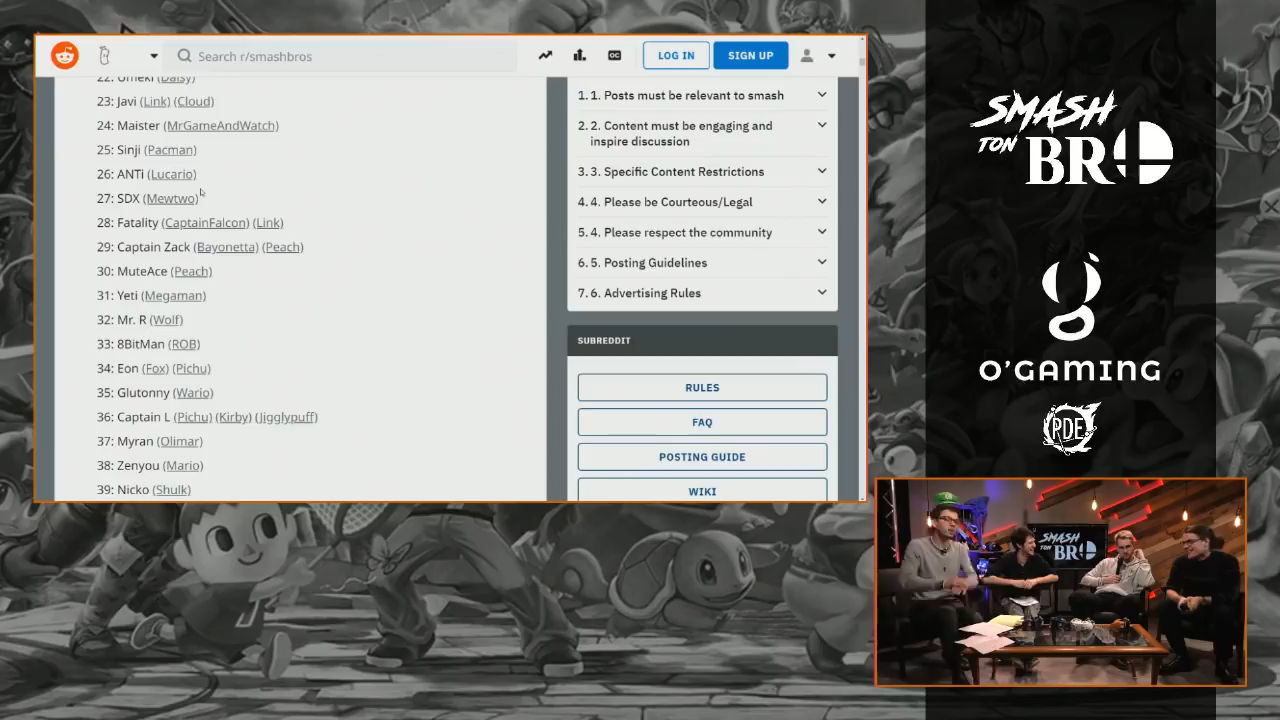 Search r/smashbros
LOG IN
SIGN UP
22: Umeki (Daisy)
23: Javi (Link) (Cloud)
24: Maister (MrGameAndWatch)
25: Sinji (Pacman)
26: ANTi (Lucario)
27: SDX (Mewtwo)
28: Fatality (CaptainFalcon) (Link)
29: Captain Zack (Bayonetta) (Peach)
30: MuteAce (Peach)
31: Yeti (Megaman)
32: Mr. R (Wolf)
33: 8BitMan (ROB)
34: Eon (Fox) (Pichu)
35: Glutonny (Wario)
36: Captain L (Pichu) (Kirby) (Jigglypuff)
37: Myran (Olimar)
38: Zenyou (Mario)
39: Nicko (Shulk)
1. 1. Posts must be relevant to smash
2. 2. Content must be engaging and
inspire discussion
3. 3. Specific Content Restrictions
4. 4. Please be Courteous/Legal
5. 4. Please respect the community
6. 5. Posting Guidelines
7. 6. Advertising Rules
SUBREDDIT
RULES
FAQ
POSTING GUIDE
WIKI
SMASH
TON BRO
O'GAMING
PDE
SMASH
TON BRO